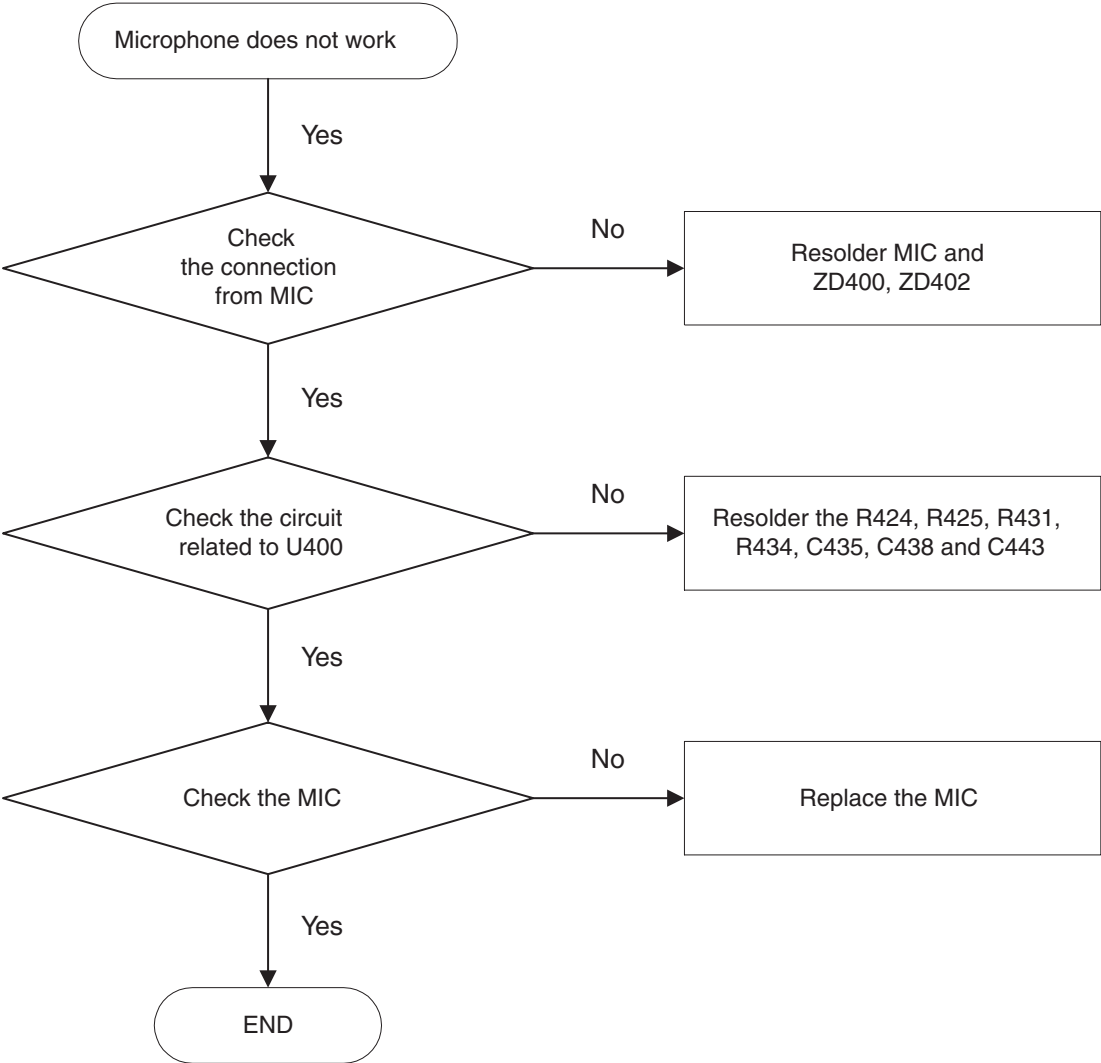 Microphone does not work
Yes
Check
the connection
from MIC
No
Resolder MIC and
ZD400, ZD402
Yes
Check the circuit
related to U400
No
Resolder the R424, R425, R431,
R434, C435, C438 and C443
Yes
Check the MIC
No
Replace the MIC
Yes
END